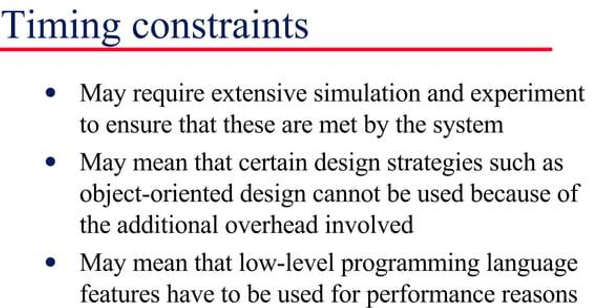 Timing constraints
• May require extensive simulation and experiment
to ensure that these are met by the system
• May mean that certain design strategies such as
object-oriented design cannot be used because of
the additional overhead involved
• May mean that low-level programming language
features have to be used for performance reasons